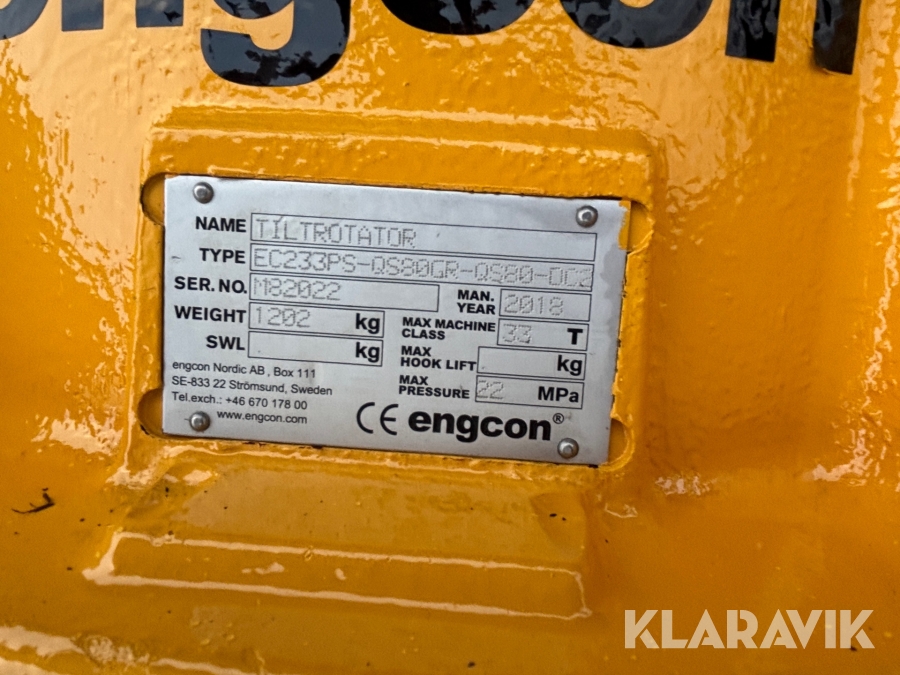 engcon
NAME TILTROTATOR
TYPE EC233PS-QS80GR-QS80-DC2
SER. NO. M82022 MAN. YEAR 2018
WEIGHT 1202 kg MAX MACHINE CLASS 33 T
SWL kg MAX HOOK LIFT kg
MAX PRESSURE 22 MPa
engcon Nordic AB , Box 111
SE-833 22 Strömsund, Sweden
Tel.exch.: +46 670 178 00
www.engcon.com
CE engcon®
KLARAVIK